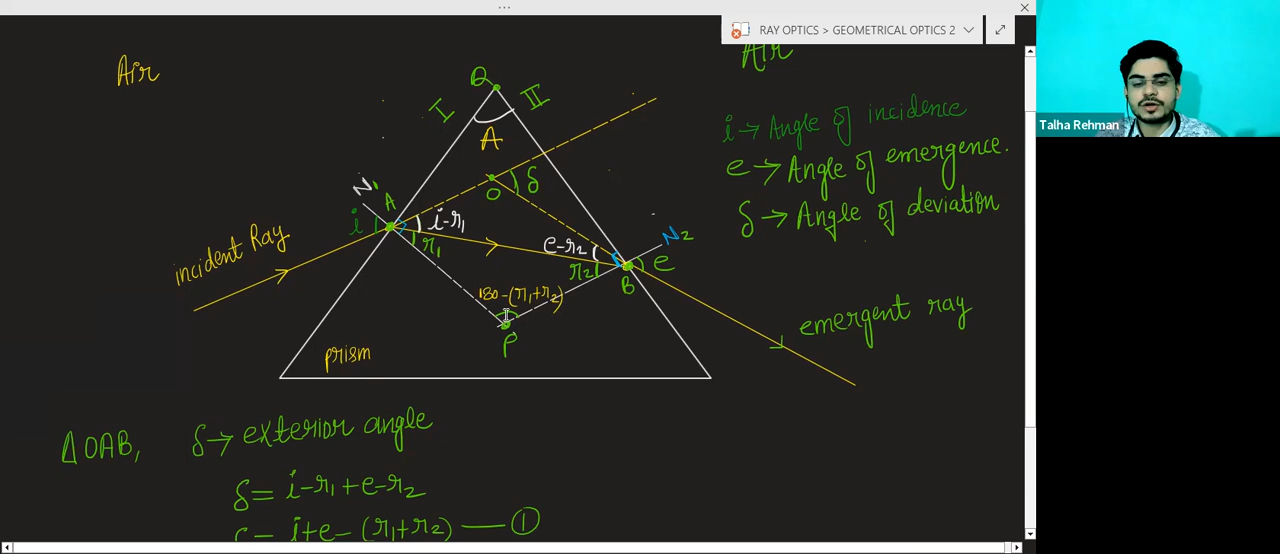 RAY OPTICS > GEOMETRICAL OPTICS 2
Talha Rehman
Air
Air
Q
I
II
A
N1
A
i
i-r1
r1
O
δ
e-r2
r2
N2
e
B
180-(r1+r2)
P
incident Ray
prism
emergent ray
i → Angle of incidence
e → Angle of emergence.
δ → Angle of deviation
ΔOAB, δ → exterior angle
δ = i-r1+e-r2
δ = i+e-(r1+r2) — ①